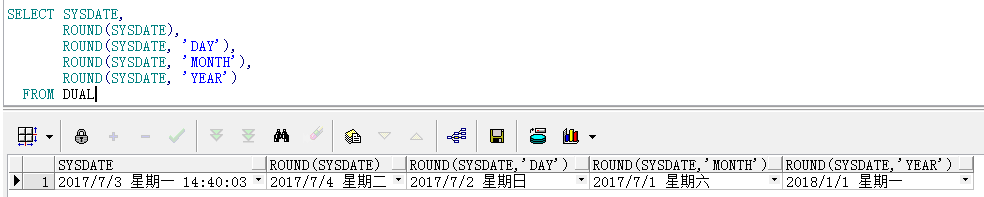 SELECT SYSDATE,
ROUND(SYSDATE),
ROUND(SYSDATE, 'DAY'),
ROUND(SYSDATE, 'MONTH'),
ROUND(SYSDATE, 'YEAR')
FROM DUAL
SYSDATE ROUND(SYSDATE) ROUND(SYSDATE,'DAY') ROUND(SYSDATE,'MONTH') ROUND(SYSDATE,'YEAR')
1 2017/7/3 星期一 14:40:03 2017/7/4 星期二 2017/7/2 星期日 2017/7/1 星期六 2018/1/1 星期一